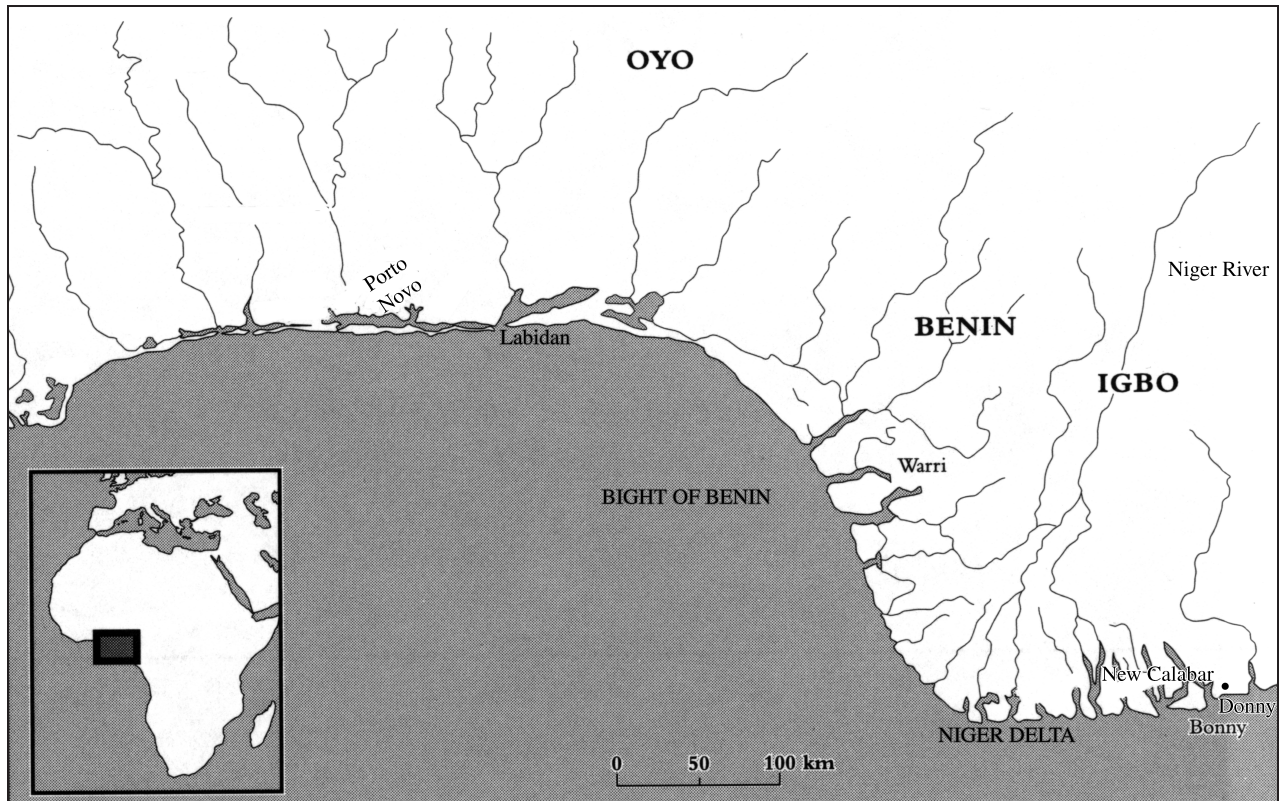 OYO
Niger River
Porto
Novo
BENIN
Labidan
IGBO
Warri
BIGHT OF BENIN
New Calabar
Donny
Bonny
NIGER DELTA
0 50 100 km